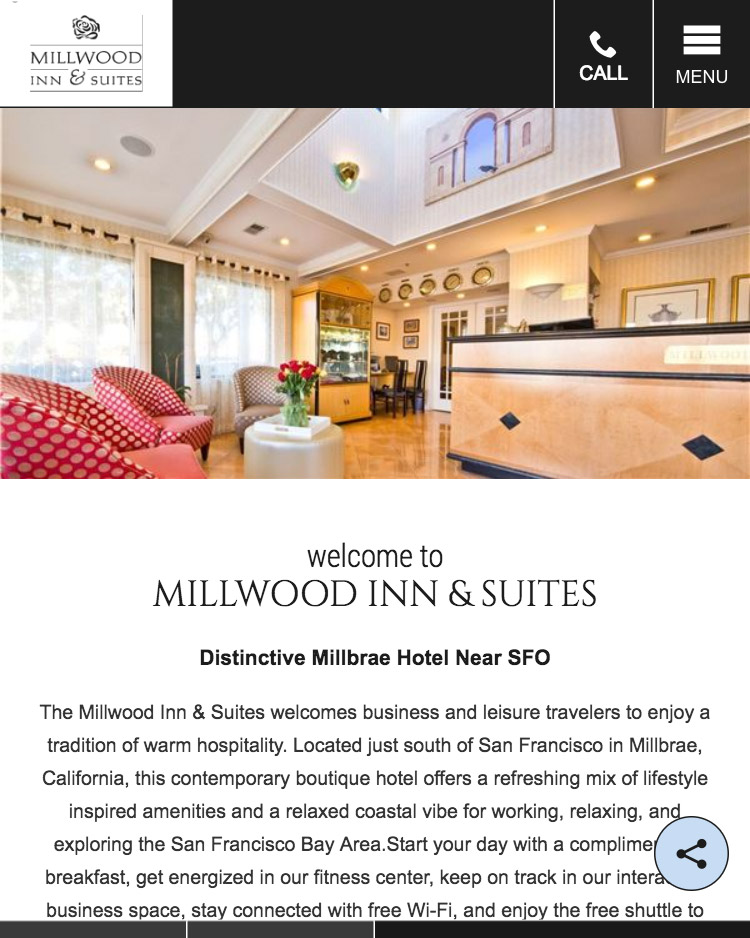 MILLWOOD
INN & SUITES
CALL
MENU
MILLWOOD
welcome to
MILLWOOD INN & SUITES
Distinctive Millbrae Hotel Near SFO
The Millwood Inn & Suites welcomes business and leisure travelers to enjoy a
tradition of warm hospitality. Located just south of San Francisco in Millbrae,
California, this contemporary boutique hotel offers a refreshing mix of lifestyle
inspired amenities and a relaxed coastal vibe for working, relaxing, and
exploring the San Francisco Bay Area.Start your day with a
breakfast, get energized in our fitness center, keep on track in our
business space, stay connected with free Wi-Fi, and enjoy the free shuttle to